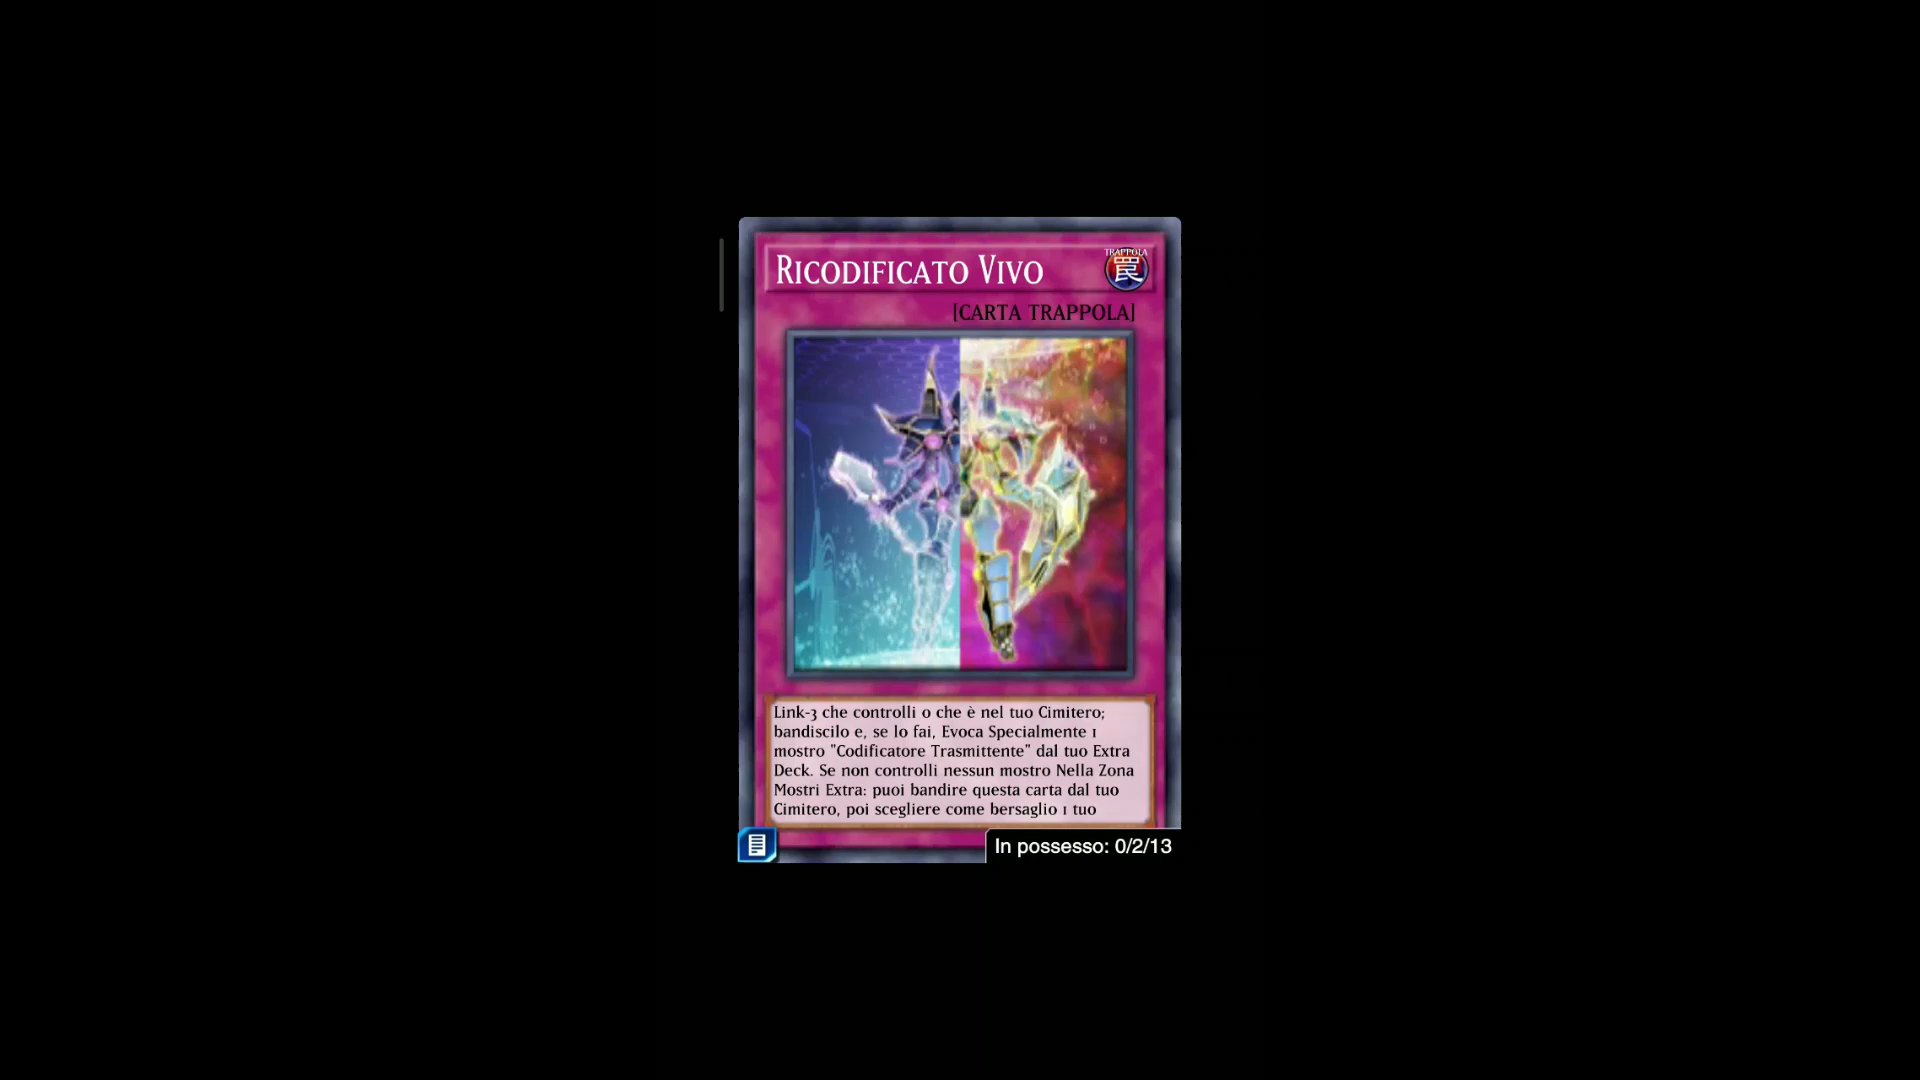 Ricodificato Vivo
TRAPPOLA
罠
[CARTA TRAPPOLA]
Link-3 che controlli o che è nel tuo Cimitero;
bandiscilo e, se lo fai, Evoca Specialmente 1
mostro "Codificatore Trasmittente" dal tuo Extra
Deck. Se non controlli nessun mostro Nella Zona
Mostri Extra: puoi bandire questa carta dal tuo
Cimitero, poi scegliere come bersaglio 1 tuo
In possesso: 0/2/13